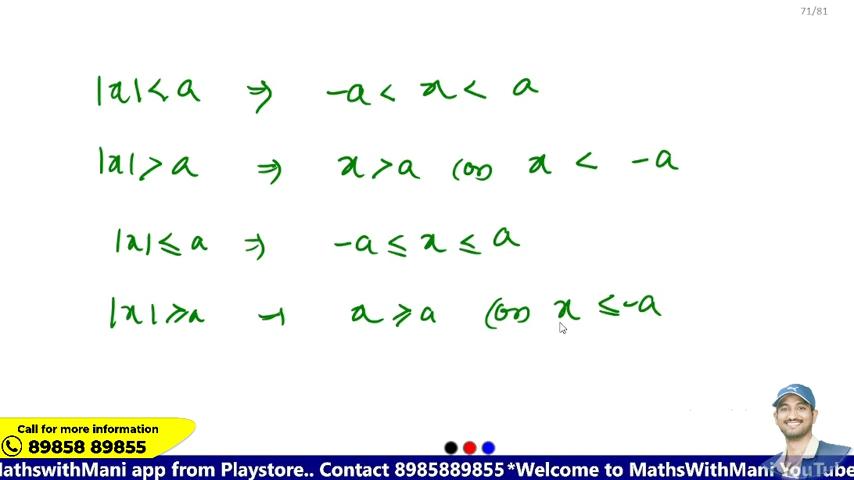 71/81
|x| < a ⇒ -a < x < a
|x| > a ⇒ x > a (or) x < -a
|x| ≤ a ⇒ -a ≤ x ≤ a
|x| ≥ a → x ≥ a (or) x ≤ -a
Call for more information
89858 89855
MathswithMani app from Playstore.. Contact 8985889855*Welcome to MathsWithMani YouTube